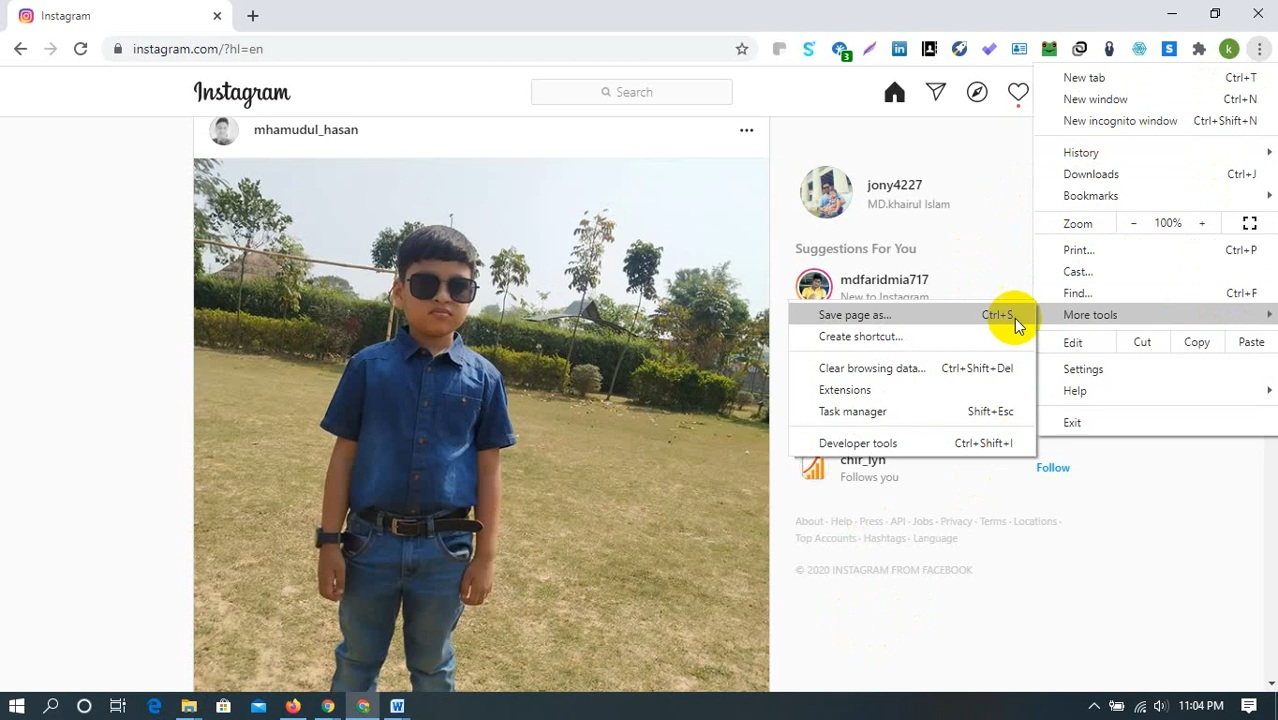 Instagram
instagram.com/?hl=en
3
k
Instagram
Search
mhamudul_hasan
jony4227
MD.khairul Islam
Suggestions For You
mdfaridmia717
New to Instagram
chir_lyn
Follows you
Follow
About · Help · Press · API · Jobs · Privacy · Terms · Locations ·
Top Accounts · Hashtags · Language
© 2020 INSTAGRAM FROM FACEBOOK
New tab Ctrl+T
New window Ctrl+N
New incognito window Ctrl+Shift+N
History
Downloads Ctrl+J
Bookmarks
Zoom − 100% +
Print... Ctrl+P
Cast...
Find... Ctrl+F
More tools
Edit Cut Copy Paste
Settings
Help
Exit
Save page as... Ctrl+S
Create shortcut...
Clear browsing data... Ctrl+Shift+Del
Extensions
Task manager Shift+Esc
Developer tools Ctrl+Shift+I
11:04 PM